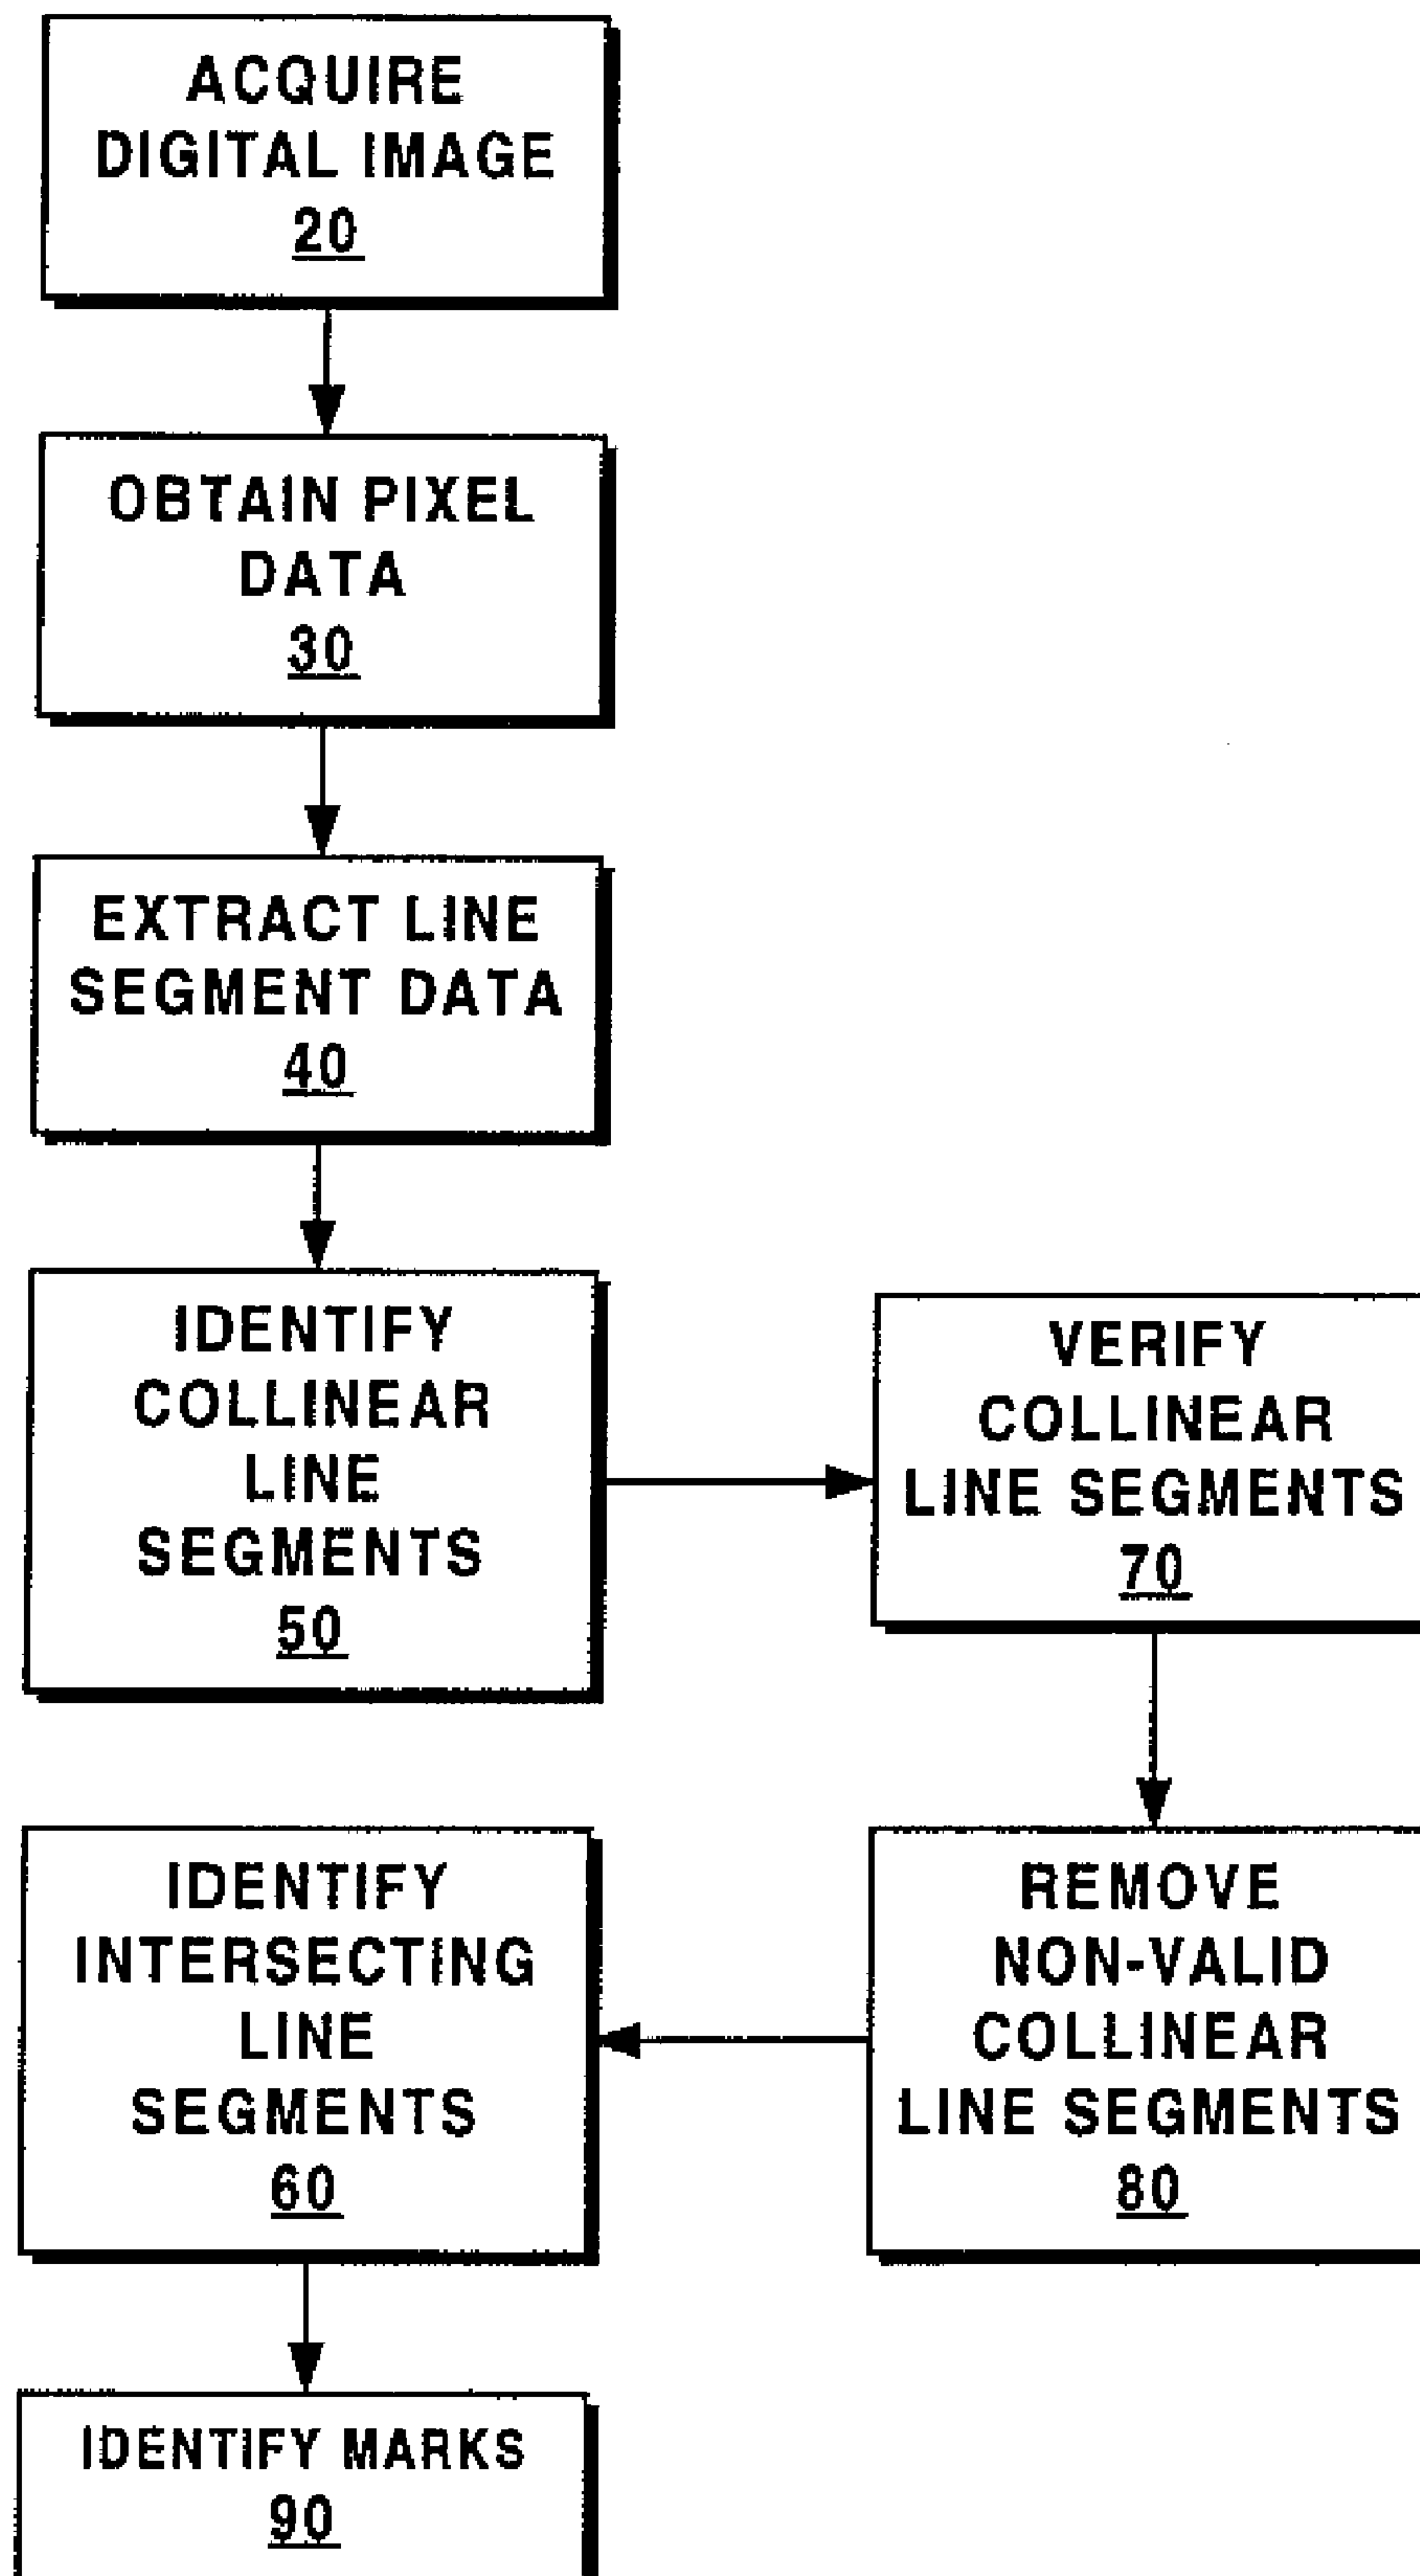 ACQUIRE
DIGITAL IMAGE
20
OBTAIN PIXEL
DATA
30
EXTRACT LINE
SEGMENT DATA
40
IDENTIFY
COLLINEAR
LINE
SEGMENTS
50
VERIFY
COLLINEAR
LINE SEGMENTS
70
REMOVE
NON-VALID
COLLINEAR
LINE SEGMENTS
80
IDENTIFY
INTERSECTING
LINE
SEGMENTS
60
IDENTIFY MARKS
90